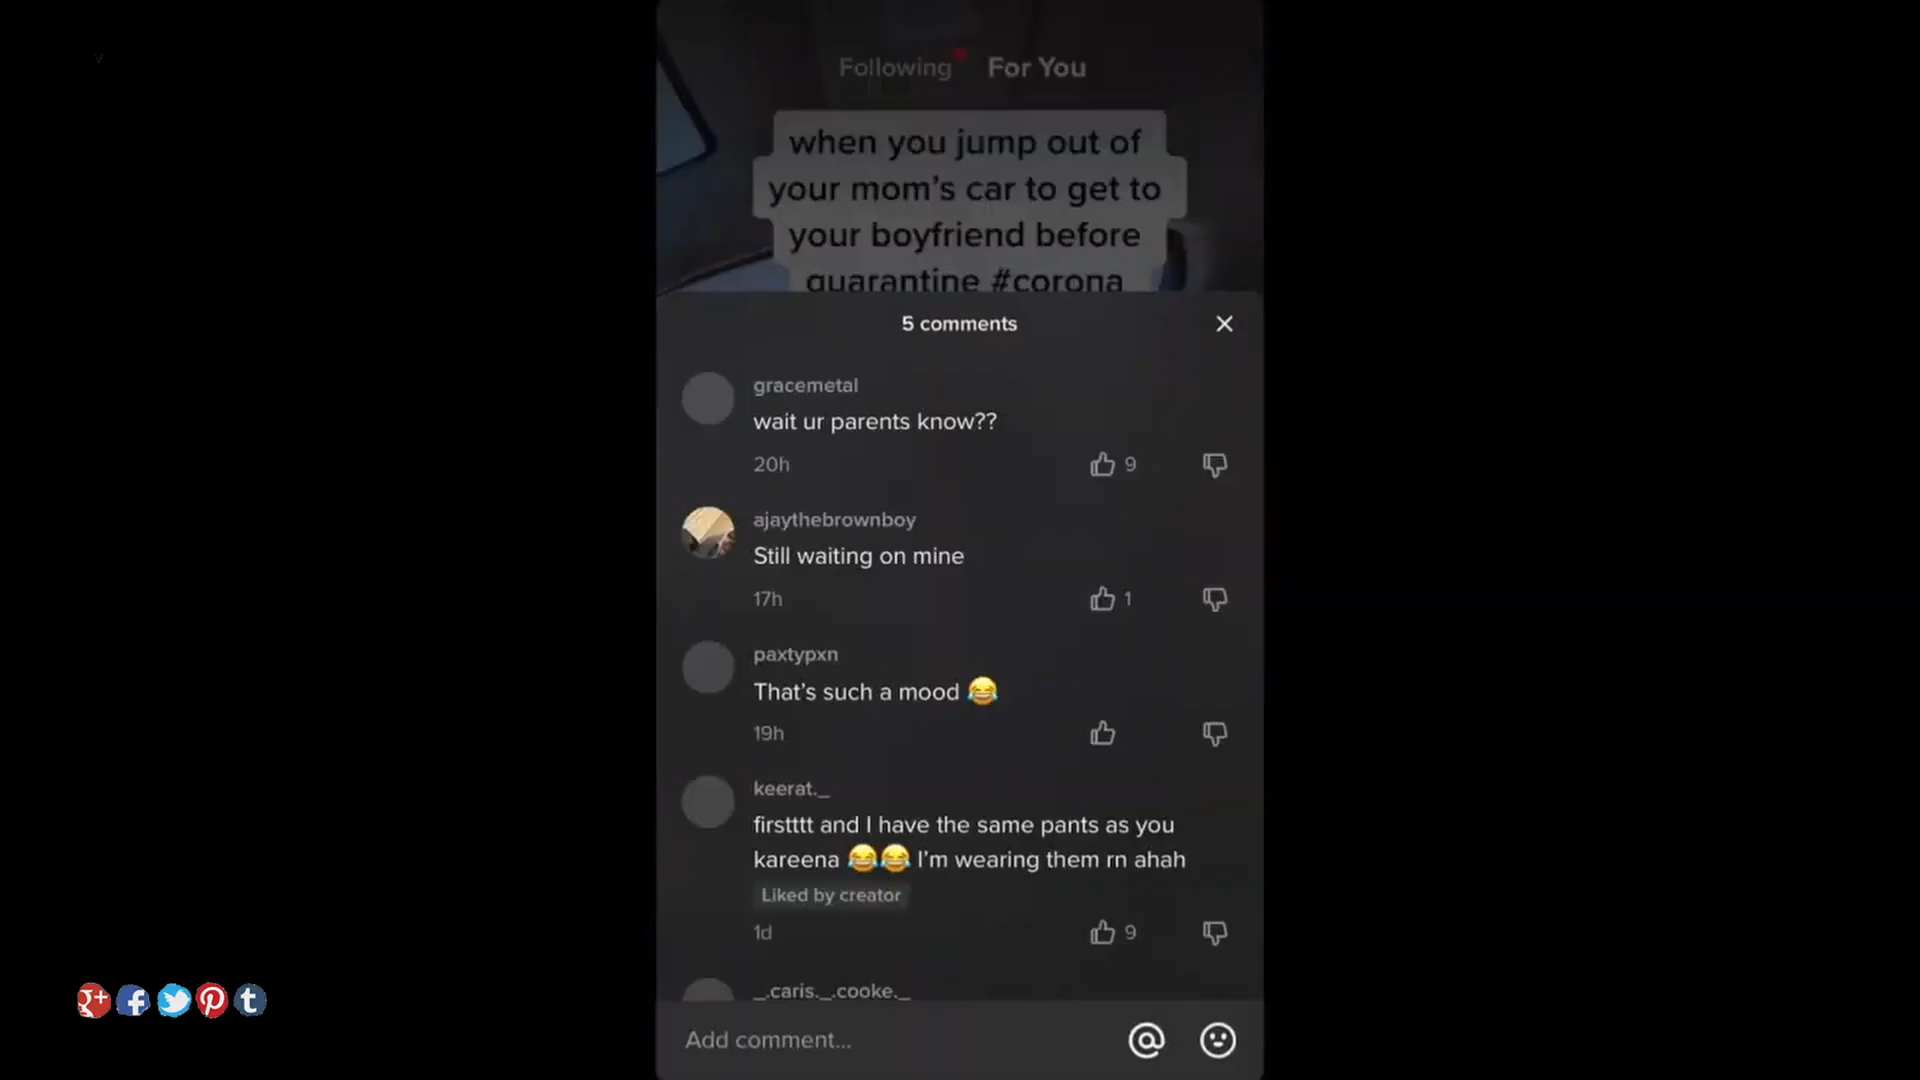 Following For You
when you jump out of
your mom’s car to get to
your boyfriend before
quarantine #corona
5 comments
gracemetal
wait ur parents know??
20h 9
ajaythebrownboy
Still waiting on mine
17h 1
paxtypxn
That’s such a mood 😂
19h
keerat._
firstttt and I have the same pants as you
kareena 😂😂 I’m wearing them rn ahah
Liked by creator
1d 9
_.caris._.cooke._
Add comment...